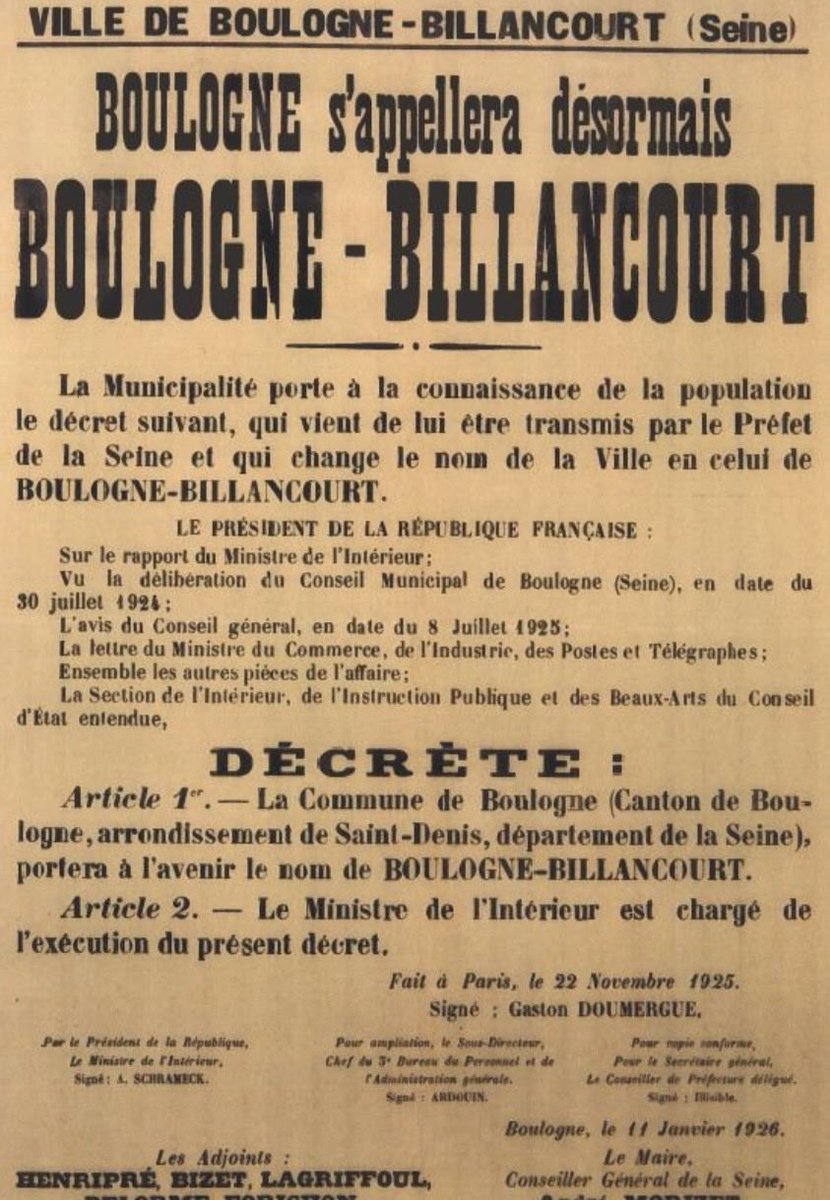 VILLE DE BOULOGNE-BILLANCOURT (Seine)
BOULOGNE s'appellera désormais
BOULOGNE - BILLANCOURT
La Municipalité porte à la connaissance de la population
le décret suivant, qui vient de lui être transmis par le Préfet
de la Seine et qui change le nom de la Ville en celui de
BOULOGNE-BILLANCOURT.
LE PRÉSIDENT DE LA RÉPUBLIQUE FRANÇAISE :
Sur le rapport du Ministre de l'Intérieur;
Vu la délibération du Conseil Municipal de Boulogne (Seine), en date du
30 juillet 1924;
L'avis du Conseil général, en date du 8 Juillet 1925;
La lettre du Ministre du Commerce, de l'Industrie, des Postes et Télégraphes;
Ensemble les autres pièces de l'affaire;
La Section de l'Intérieur, de l'Instruction Publique et des Beaux-Arts du Conseil
d'État entendue,
DÉCRÈTE :
Article 1er. — La Commune de Boulogne (Canton de Bou-
logne, arrondissement de Saint-Denis, département de la Seine),
portera à l'avenir le nom de BOULOGNE-BILLANCOURT.
Article 2. — Le Ministre de l'Intérieur est chargé de
l'exécution du présent décret.
Fait à Paris, le 22 Novembre 1925.
Signé : Gaston DOUMERGUE.
Par le Président de la République,
Le Ministre de l'Intérieur,
Signé : A. SCHRAMECK.
Pour ampliation, le Sous-Directeur,
Chef du 3e Bureau du Personnel et de
l'Administration générale.
Signé : ARDOUIN.
Pour copie conforme,
Pour le Secrétaire général,
Le Conseiller de Préfecture délégué.
Signé : Illisible.
Boulogne, le 11 Janvier 1926.
Les Adjoints :
HENRIPRÉ, BIZET, LAGRIFFOUL,
Le Maire,
Conseiller Général de la Seine,